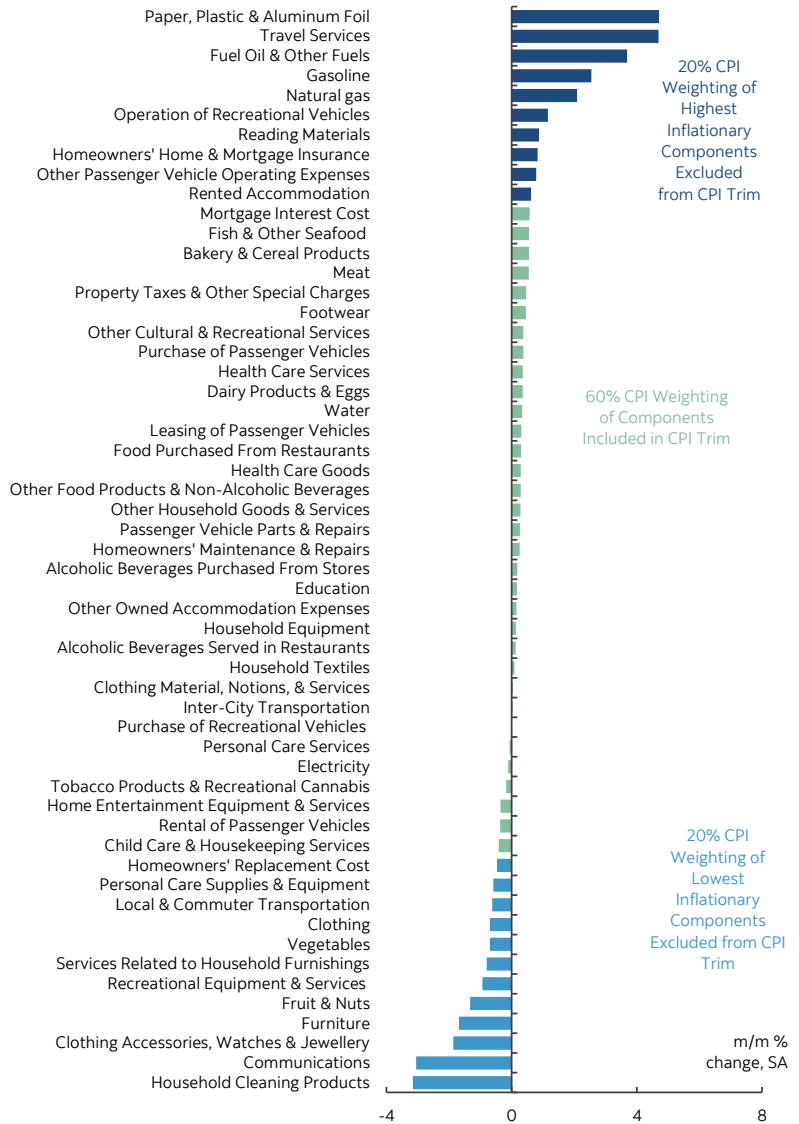 Paper, Plastic & Aluminum Foil
Travel Services
Fuel Oil & Other Fuels
Gasoline
Natural gas
Operation of Recreational Vehicles
Reading Materials
Homeowners' Home & Mortgage Insurance
Other Passenger Vehicle Operating Expenses
Rented Accommodation
Mortgage Interest Cost
Fish & Other Seafood
Bakery & Cereal Products
Meat
Property Taxes & Other Special Charges
Footwear
Other Cultural & Recreational Services
Purchase of Passenger Vehicles
Health Care Services
Dairy Products & Eggs
Water
Leasing of Passenger Vehicles
Food Purchased From Restaurants
Health Care Goods
Other Food Products & Non-Alcoholic Beverages
Other Household Goods & Services
Passenger Vehicle Parts & Repairs
Homeowners' Maintenance & Repairs
Alcoholic Beverages Purchased From Stores
Education
Other Owned Accommodation Expenses
Household Equipment
Alcoholic Beverages Served in Restaurants
Household Textiles
Clothing Material, Notions, & Services
Inter-City Transportation
Purchase of Recreational Vehicles
Personal Care Services
Electricity
Tobacco Products & Recreational Cannabis
Home Entertainment Equipment & Services
Rental of Passenger Vehicles
Child Care & Housekeeping Services
Homeowners' Replacement Cost
Personal Care Supplies & Equipment
Local & Commuter Transportation
Clothing
Vegetables
Services Related to Household Furnishings
Recreational Equipment & Services
Fruit & Nuts
Furniture
Clothing Accessories, Watches & Jewellery
Communications
Household Cleaning Products
20% CPI
Weighting of
Highest
Inflationary
Components
Excluded
from CPI Trim
60% CPI Weighting
of Components
Included in CPI Trim
20% CPI
Weighting of
Lowest
Inflationary
Components
Excluded from CPI
Trim
m/m %
change, SA
-4 0 4 8